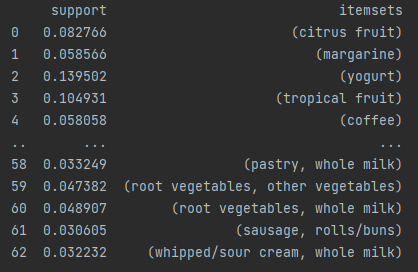 support itemsets
0 0.082766 (citrus fruit)
1 0.058566 (margarine)
2 0.139502 (yogurt)
3 0.104931 (tropical fruit)
4 0.058058 (coffee)
.. ... ...
58 0.033249 (pastry, whole milk)
59 0.047382 (root vegetables, other vegetables)
60 0.048907 (root vegetables, whole milk)
61 0.030605 (sausage, rolls/buns)
62 0.032232 (whipped/sour cream, whole milk)